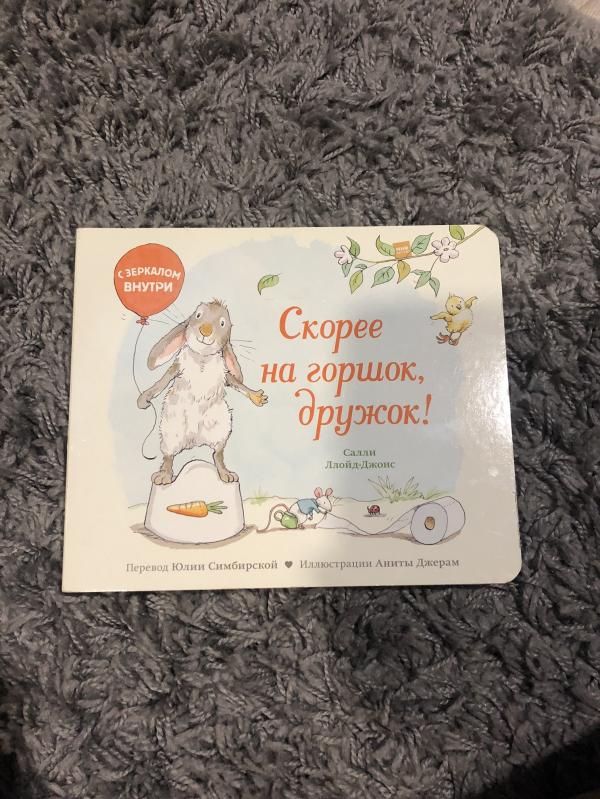 С ЗЕРКАЛОМ
ВНУТРИ
Скорее
на горшок,
дружок!
Салли
Ллойд-Джонс
Перевод Юлии Симбирской ♥ Иллюстрации Аниты Джерам